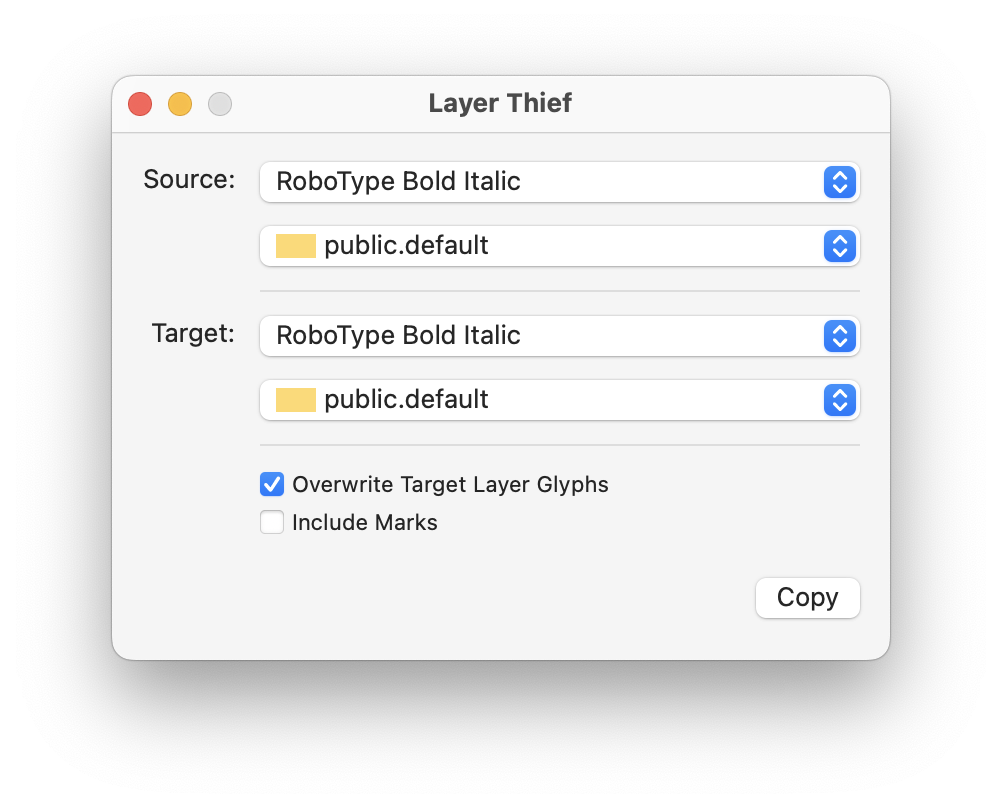 Layer Thief
Source: RoboType Bold Italic
public.default
Target: RoboType Bold Italic
public.default
Overwrite Target Layer Glyphs
Include Marks
Copy